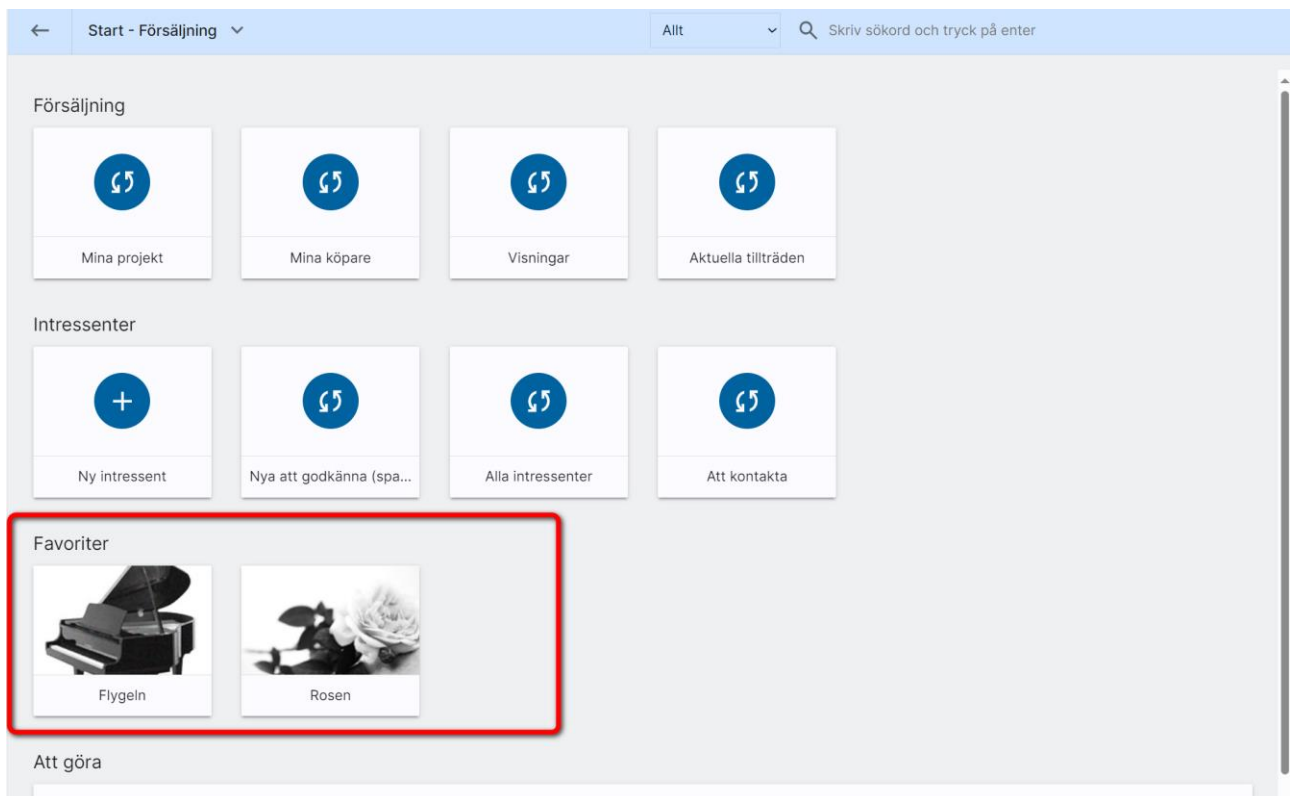 Start - Försäljning
Allt
Skriv sökord och tryck på enter
Försäljning
Mina projekt
Mina köpare
Visningar
Aktuella tillträden
Intressenter
Ny intressent
Nya att godkänna (spa...
Alla intressenter
Att kontakta
Favoriter
Flygeln
Rosen
Att göra